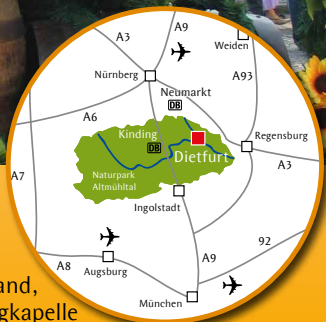 A3
A9
Weiden
Nürnberg
A93
Neumarkt
DB
A6
Kinding
DB
Dietfurt
Regensburg
A3
Naturpark
Altmühltal
A7
Ingolstadt
92
A9
A8
Augsburg
München
and,
gkapelle